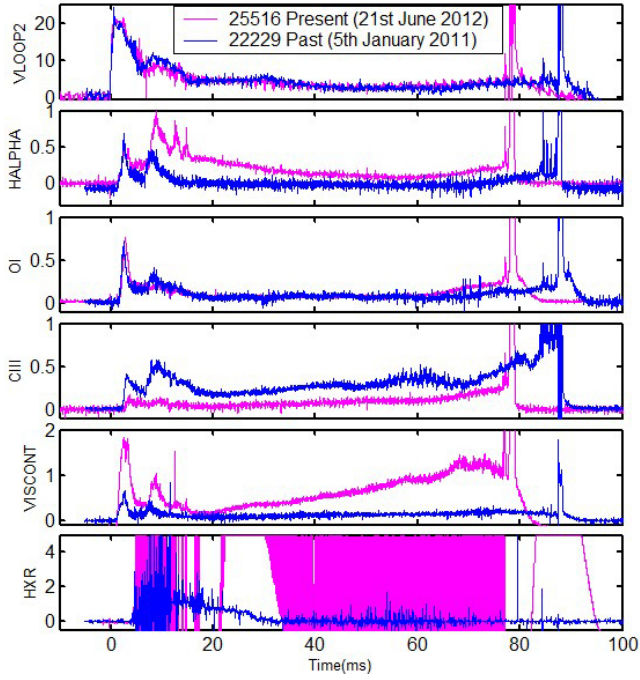 25516 Present (21st June 2012)
22229 Past (5th January 2011)
VLOOP2
20
10
0
HALPHA
1
0.5
0
OI
1
0.5
0
CIII
1
0.5
0
VISCONT
2
1
0
HXR
4
2
0
0 20 40 60 80 100
Time(ms)